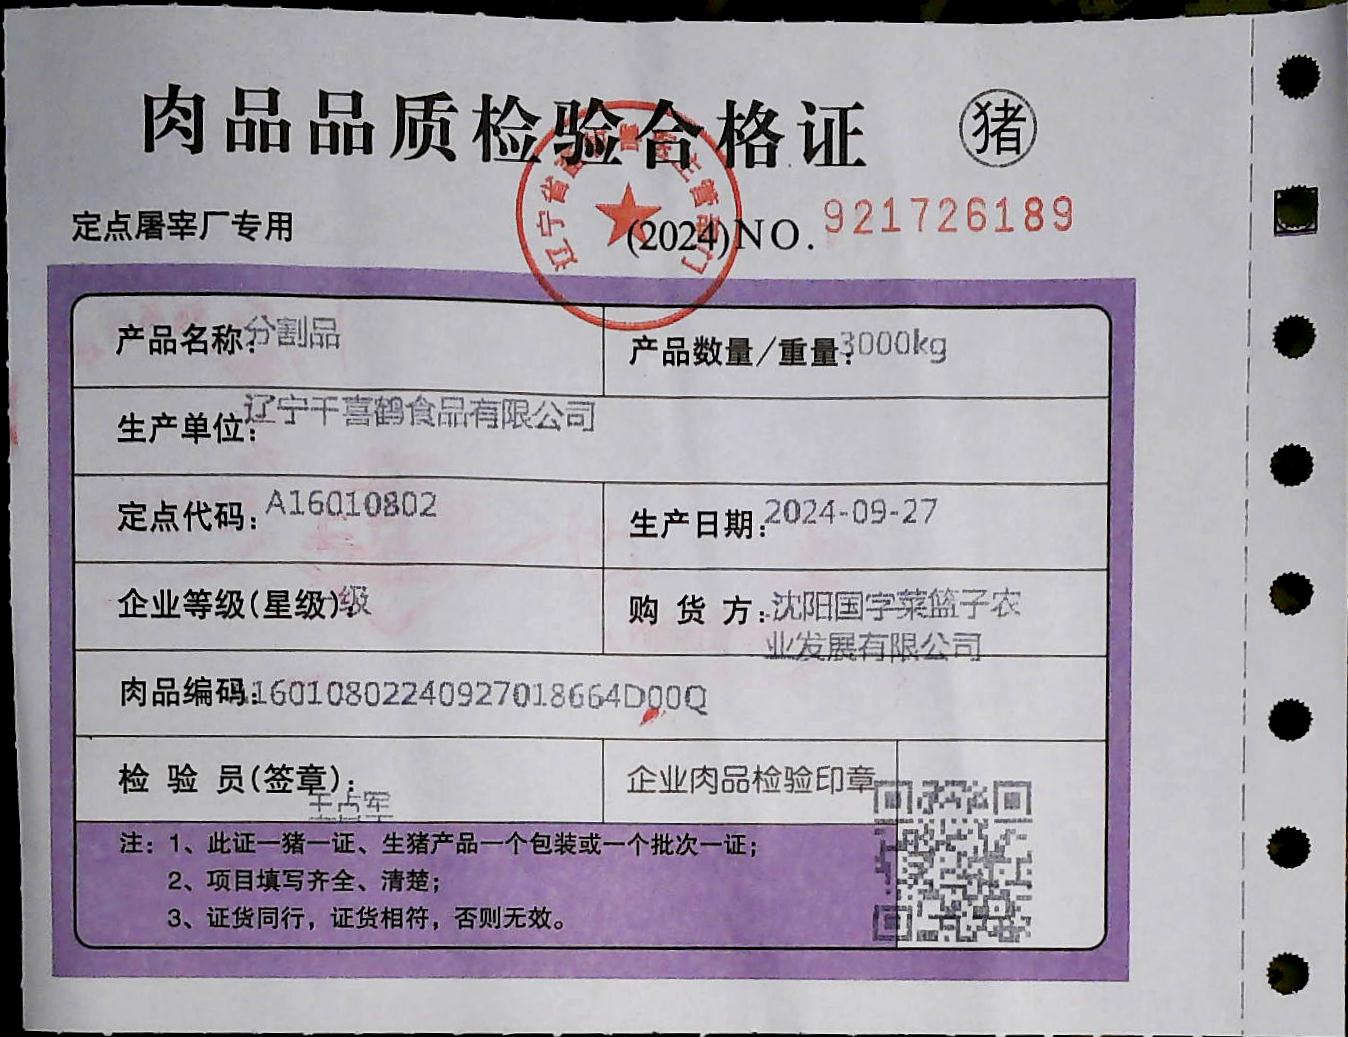 肉品品质检验合格证 猪
定点屠宰厂专用 (2024)NO. 921726189
产品名称:分割品 产品数量/重量:3000kg
生产单位:辽宁千喜鹤食品有限公司
定点代码:A16010802 生产日期:2024-09-27
企业等级(星级):级 购货方:沈阳国字菜篮子农
业发展有限公司
肉品编码:16010802240927018664D00Q
检验员(签章): 企业肉品检验印章
王占军
注:1、此证一猪一证、生猪产品一个包装或一个批次一证;
2、项目填写齐全、清楚;
3、证货同行,证货相符,否则无效。